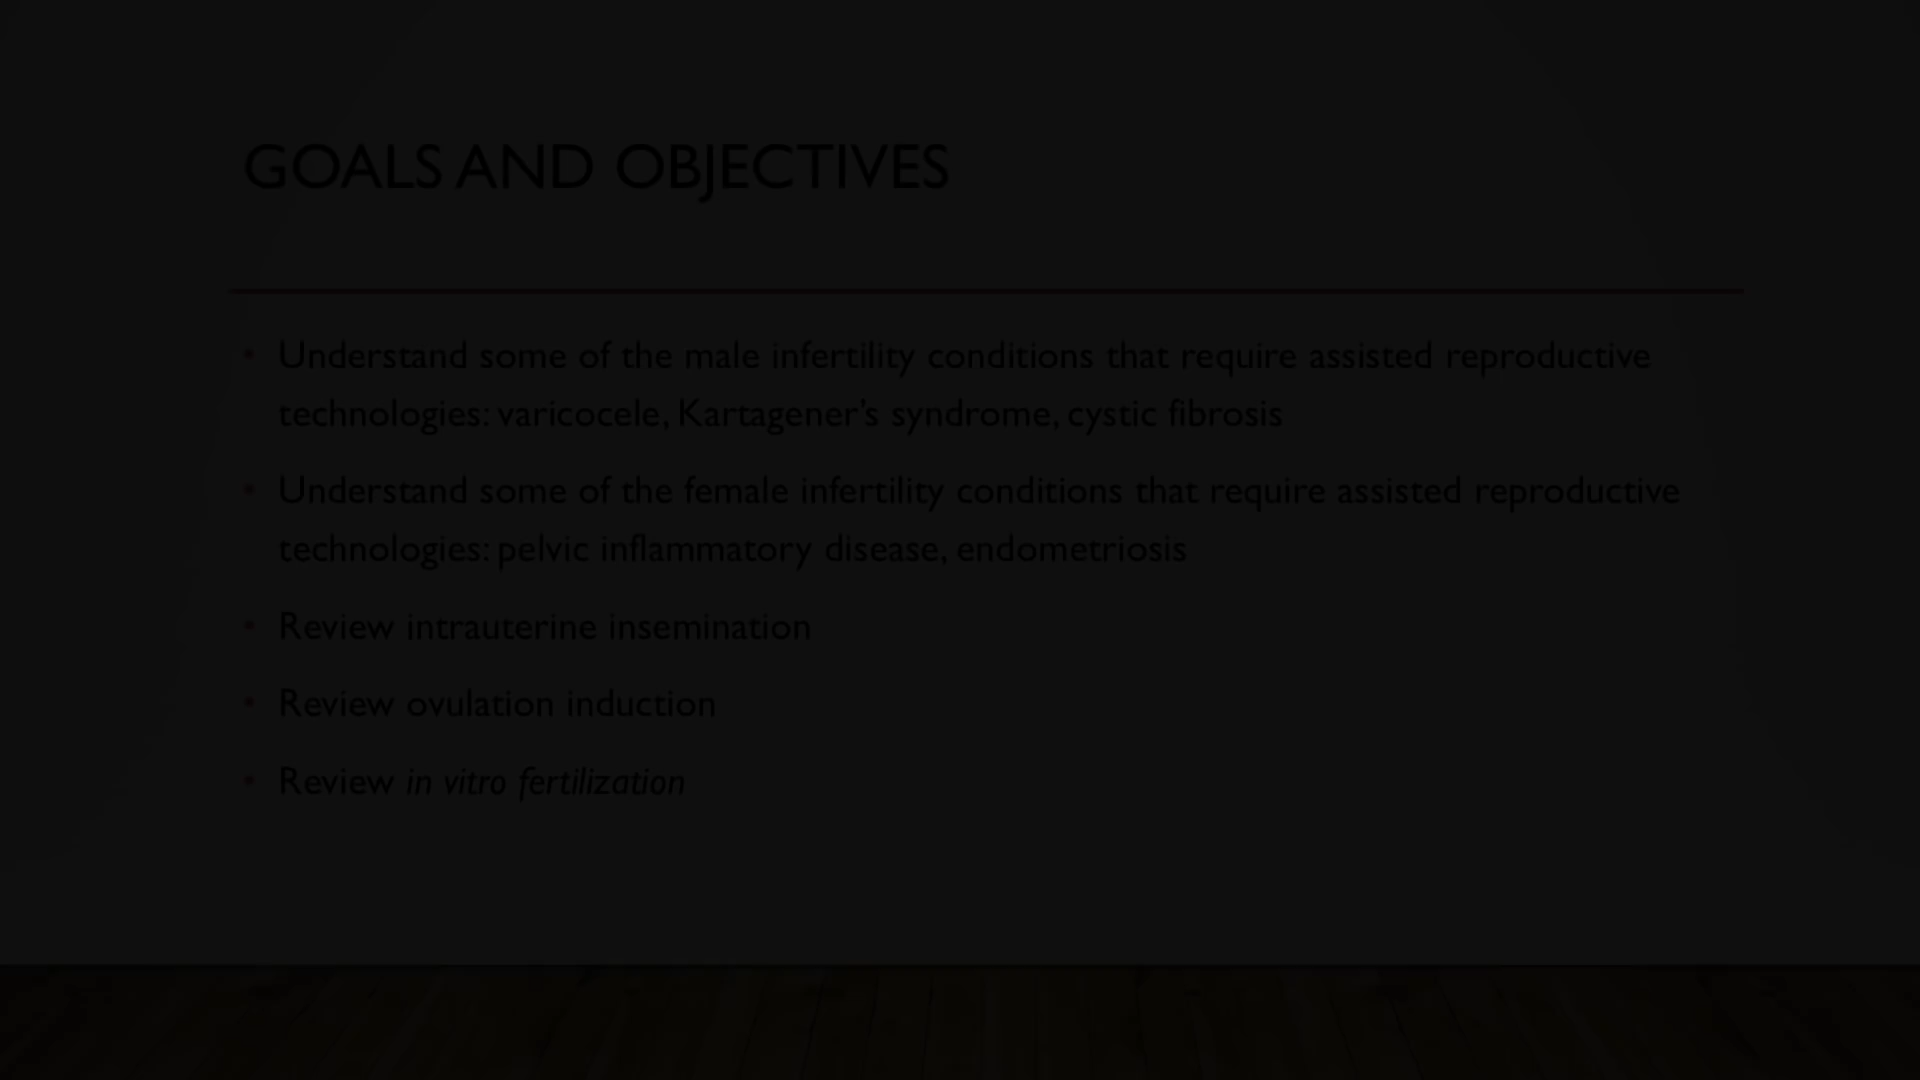 GOALS AND OBJECTIVES
• Understand some of the male infertility conditions that require assisted reproductive
technologies: varicocele, Kartagener’s syndrome, cystic fibrosis
• Understand some of the female infertility conditions that require assisted reproductive
technologies: pelvic inflammatory disease, endometriosis
• Review intrauterine insemination
• Review ovulation induction
• Review in vitro fertilization